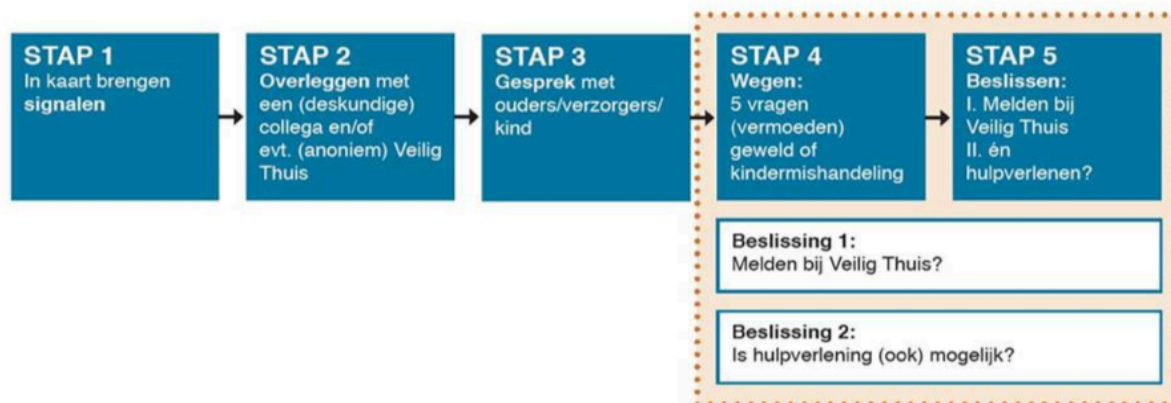 STAP 1
In kaart brengen
signalen
STAP 2
Overleggen met
een (deskundige)
collega en/of
evt. (anoniem) Veilig
Thuis
STAP 3
Gesprek met
ouders/verzorgers/
kind
STAP 4
Wegen:
5 vragen
(vermoeden)
geweld of
kindermishandeling
STAP 5
Beslissen:
I. Melden bij
Veilig Thuis
II. én
hulpverlenen?
Beslissing 1:
Melden bij Veilig Thuis?
Beslissing 2:
Is hulpverlening (ook) mogelijk?